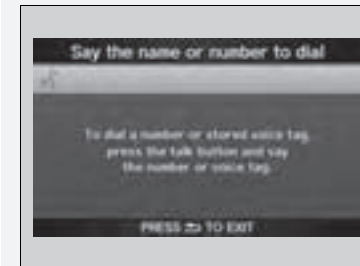 Say the name or number to dial
To dial a number or stored voice tag,
press the talk button and say
the number or voice tag.
PRESS TO EXIT